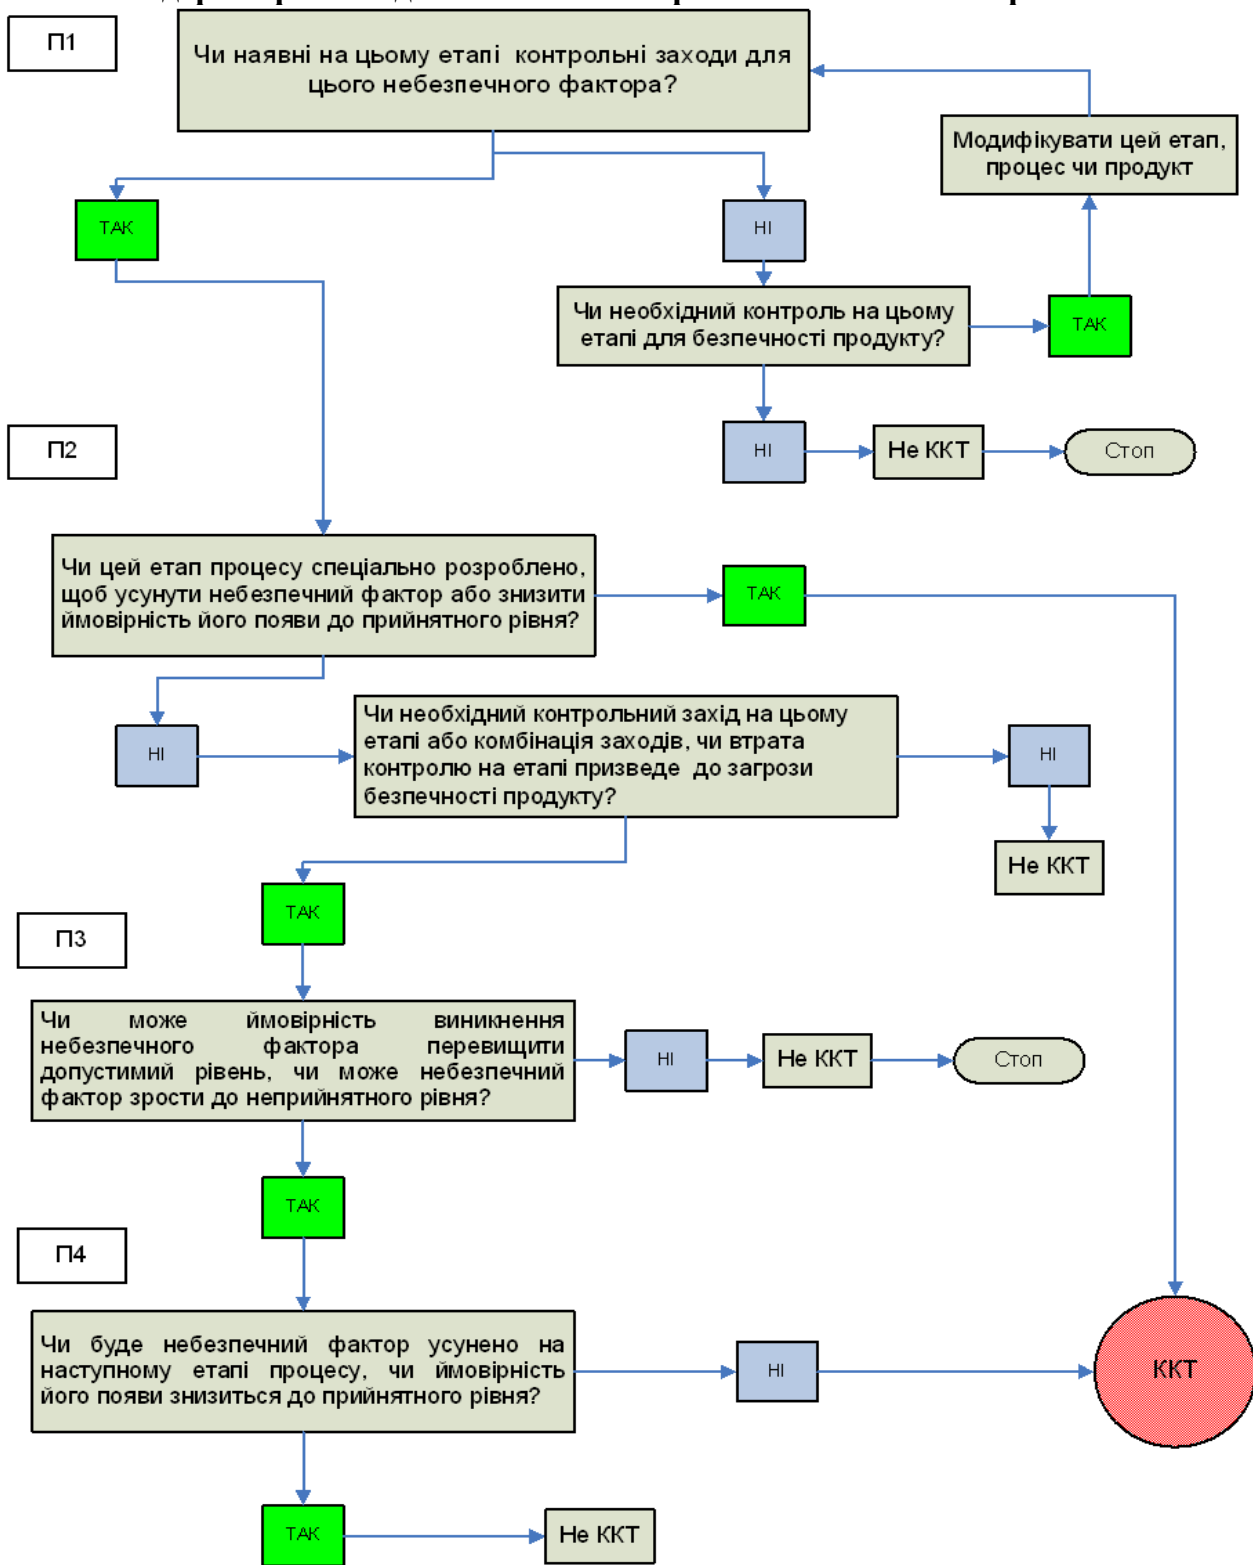 П1
Чи наявні на цьому етапі контрольні заходи для
цього небезпечного фактора?
Модифікувати цей етап,
процес чи продукт
ТАК
НІ
Чи необхідний контроль на цьому
етапі для безпечності продукту?
ТАК
П2
НІ
Не ККТ
Стоп
Чи цей етап процесу спеціально розроблено,
щоб усунути небезпечний фактор або знизити
ймовірність його появи до прийнятного рівня?
ТАК
НІ
Чи необхідний контрольний захід на цьому
етапі або комбінація заходів, чи втрата
контролю на етапі призведе до загрози
безпечності продукту?
НІ
Не ККТ
ТАК
П3
Чи може ймовірність виникнення
небезпечного фактора перевищити
допустимий рівень, чи може небезпечний
фактор зрости до неприйнятного рівня?
НІ
Не ККТ
Стоп
ТАК
П4
Чи буде небезпечний фактор усунено на
наступному етапі процесу, чи ймовірність
його появи знизиться до прийнятного рівня?
НІ
ККТ
ТАК
Не ККТ